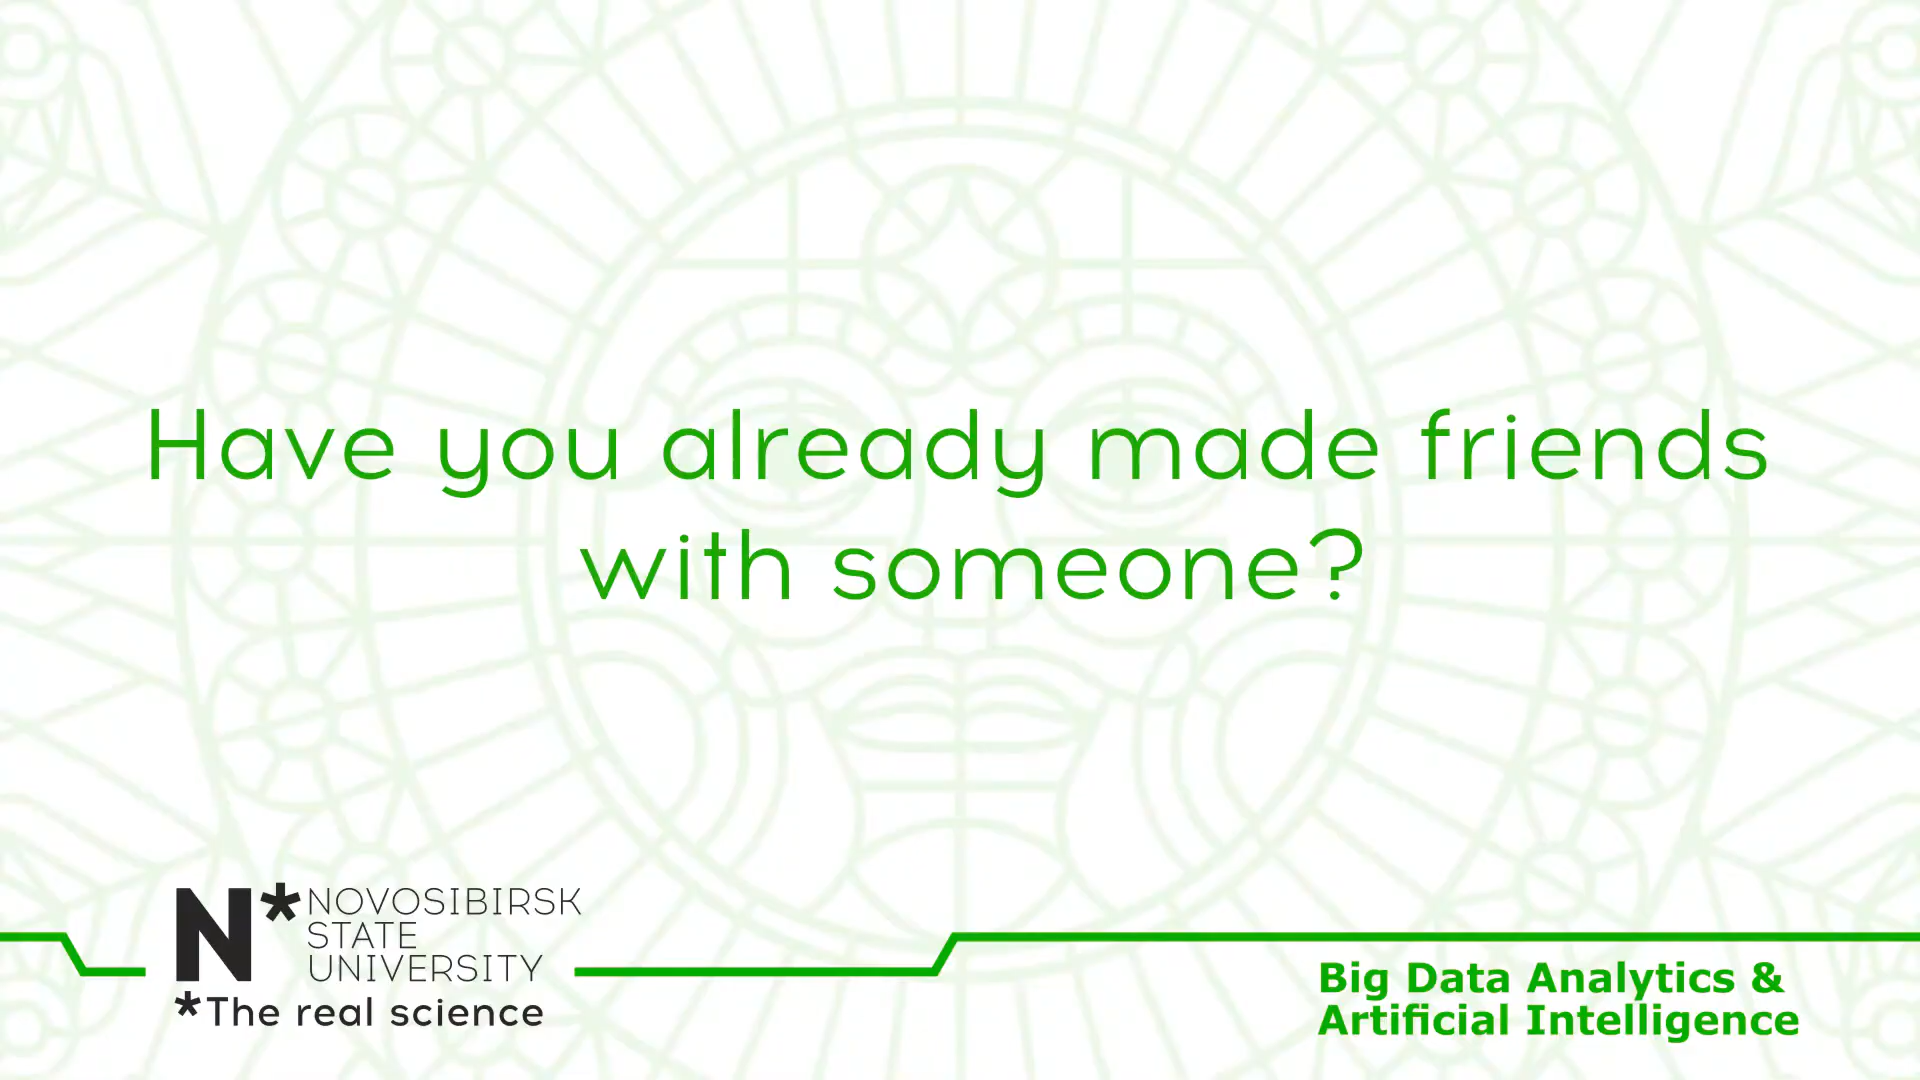 Have you already made friends
with someone?
N*NOVOSIBIRSK
STATE
UNIVERSITY
*The real science
Big Data Analytics &
Artificial Intelligence